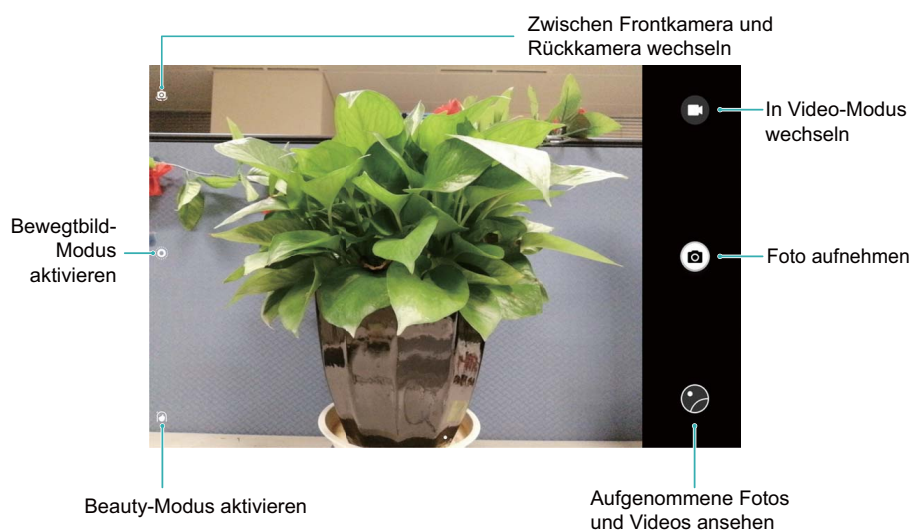 Zwischen Frontkamera und
Rückkamera wechseln
In Video-Modus
wechseln
Bewegtbild-
Modus
aktivieren
Foto aufnehmen
Beauty-Modus aktivieren
Aufgenommene Fotos
und Videos ansehen